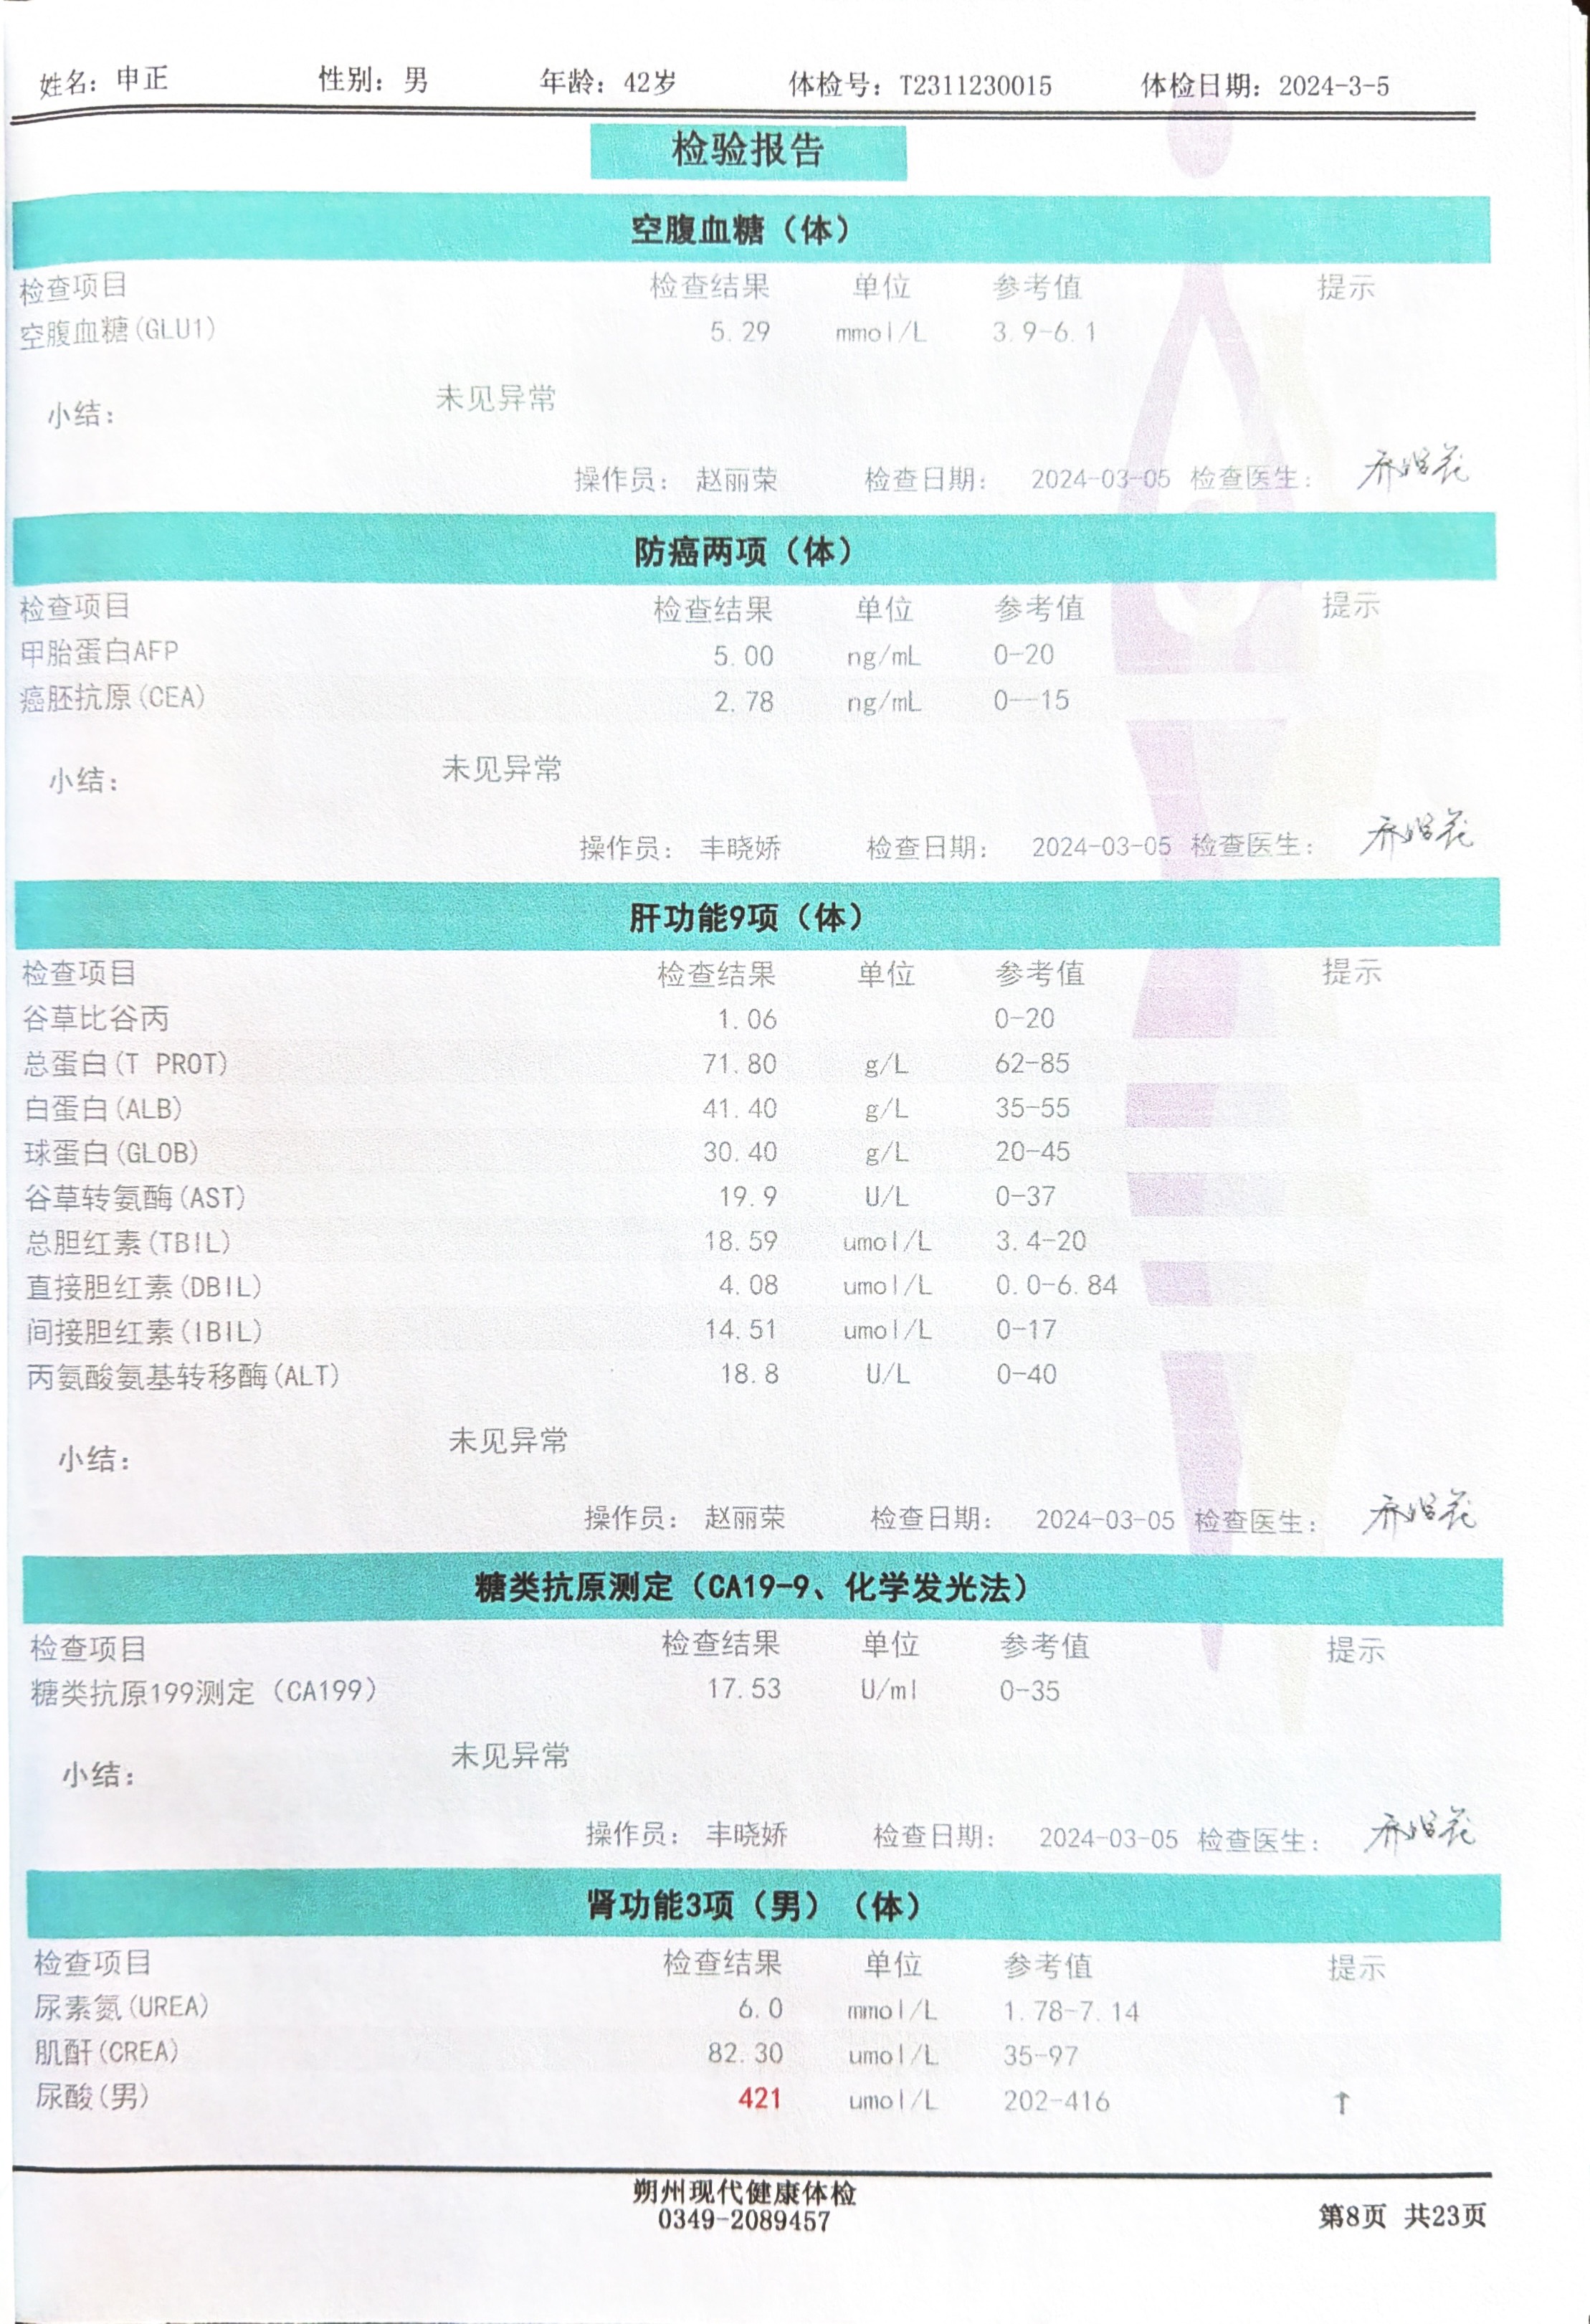 姓名：申正 性别：男 年龄：42岁 体检号：T2311230015 体检日期：2024-3-5
检验报告
空腹血糖（体）
检查项目 检查结果 单位 参考值 提示
空腹血糖(GLU1) 5.29 mmol/L 3.9-6.1
小结： 未见异常
操作员： 赵丽荣 检查日期： 2024-03-05 检查医生：
防癌两项（体）
检查项目 检查结果 单位 参考值 提示
甲胎蛋白AFP 5.00 ng/mL 0-20
癌胚抗原(CEA) 2.78 ng/mL 0--15
小结： 未见异常
操作员： 丰晓娇 检查日期： 2024-03-05 检查医生：
肝功能9项（体）
检查项目 检查结果 单位 参考值 提示
谷草比谷丙 1.06 0-20
总蛋白(T PROT) 71.80 g/L 62-85
白蛋白(ALB) 41.40 g/L 35-55
球蛋白(GLOB) 30.40 g/L 20-45
谷草转氨酶(AST) 19.9 U/L 0-37
总胆红素(TBIL) 18.59 umol/L 3.4-20
直接胆红素(DBIL) 4.08 umol/L 0.0-6.84
间接胆红素(IBIL) 14.51 umol/L 0-17
丙氨酸氨基转移酶(ALT) 18.8 U/L 0-40
小结： 未见异常
操作员： 赵丽荣 检查日期： 2024-03-05 检查医生：
糖类抗原测定（CA19-9、化学发光法）
检查项目 检查结果 单位 参考值 提示
糖类抗原199测定（CA199） 17.53 U/ml 0-35
小结： 未见异常
操作员： 丰晓娇 检查日期： 2024-03-05 检查医生：
肾功能3项（男）（体）
检查项目 检查结果 单位 参考值 提示
尿素氮(UREA) 6.0 mmol/L 1.78-7.14
肌酐(CREA) 82.30 umol/L 35-97
尿酸(男) 421 umol/L 202-416 ↑
朔州现代健康体检
0349-2089457
第8页 共23页